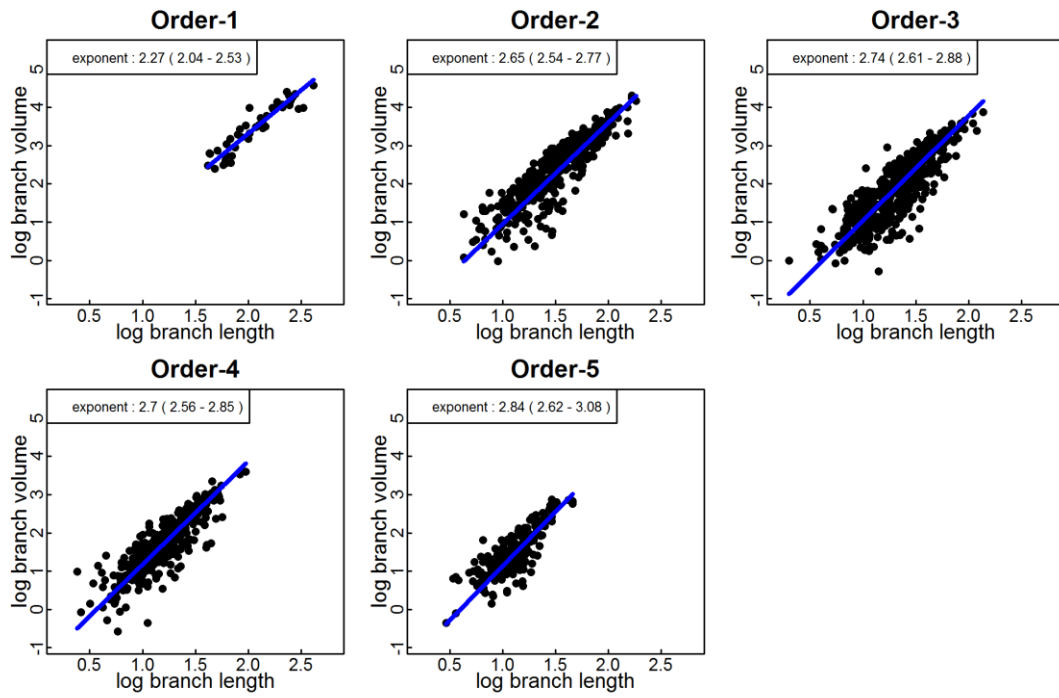 Order-1
exponent : 2.27 ( 2.04 - 2.53 )
log branch volume
-1 0 1 2 3 4 5
0.5 1.0 1.5 2.0 2.5
log branch length
Order-2
exponent : 2.65 ( 2.54 - 2.77 )
log branch volume
-1 0 1 2 3 4 5
0.5 1.0 1.5 2.0 2.5
log branch length
Order-3
exponent : 2.74 ( 2.61 - 2.88 )
log branch volume
-1 0 1 2 3 4 5
0.5 1.0 1.5 2.0 2.5
log branch length
Order-4
exponent : 2.7 ( 2.56 - 2.85 )
log branch volume
-1 0 1 2 3 4 5
0.5 1.0 1.5 2.0 2.5
log branch length
Order-5
exponent : 2.84 ( 2.62 - 3.08 )
log branch volume
-1 0 1 2 3 4 5
0.5 1.0 1.5 2.0 2.5
log branch length